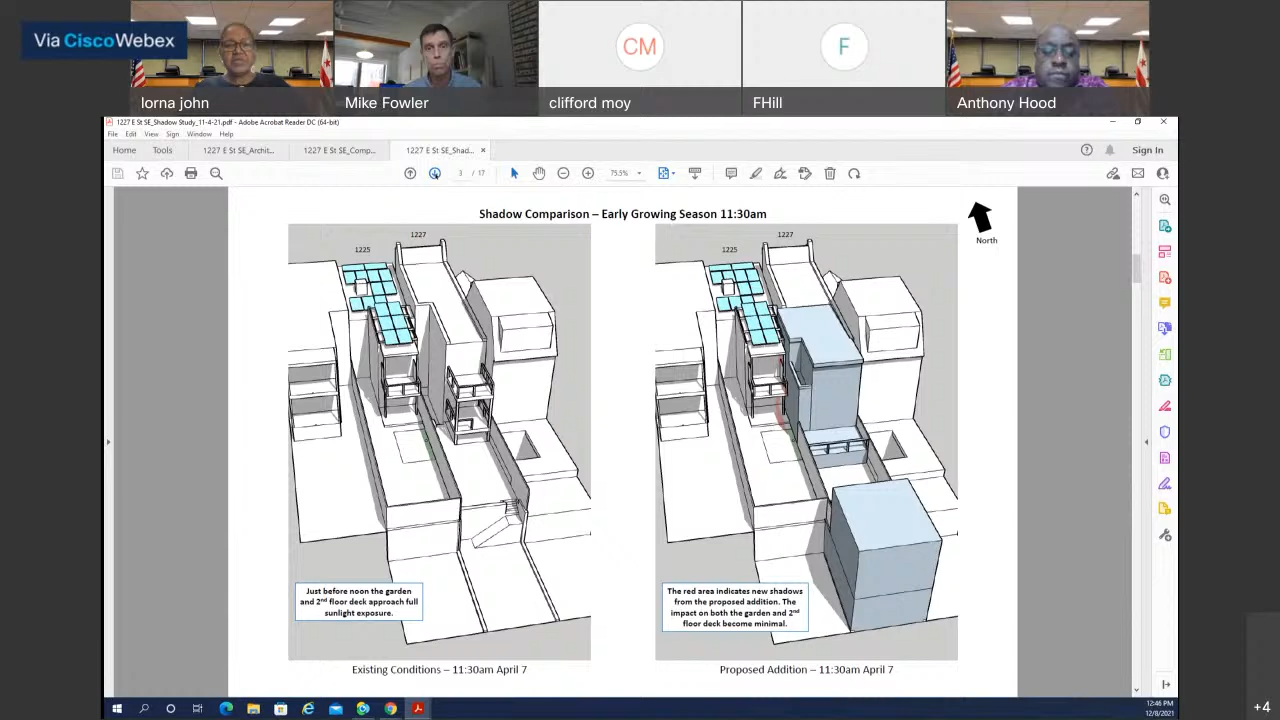 Via CiscoWebex
lorna john
Mike Fowler
CM
clifford moy
F
FHill
Anthony Hood
1227 E St SE_Shadow Study_11-4-21.pdf - Adobe Acrobat Reader DC (64-bit)
File Edit View Sign Window Help
Home Tools 1227 E St SE_Archit... 1227 E St SE_Comp... 1227 E St SE_Shad... × Sign In
3 / 17 75.5%
Shadow Comparison – Early Growing Season 11:30am
North
1227
1225
1227
1225
Just before noon the garden
and 2nd floor deck approach full
sunlight exposure.
The red area indicates new shadows
from the proposed addition. The
impact on both the garden and 2nd
floor deck become minimal.
Existing Conditions – 11:30am April 7
Proposed Addition – 11:30am April 7
12:46 PM
12/8/2021
+4